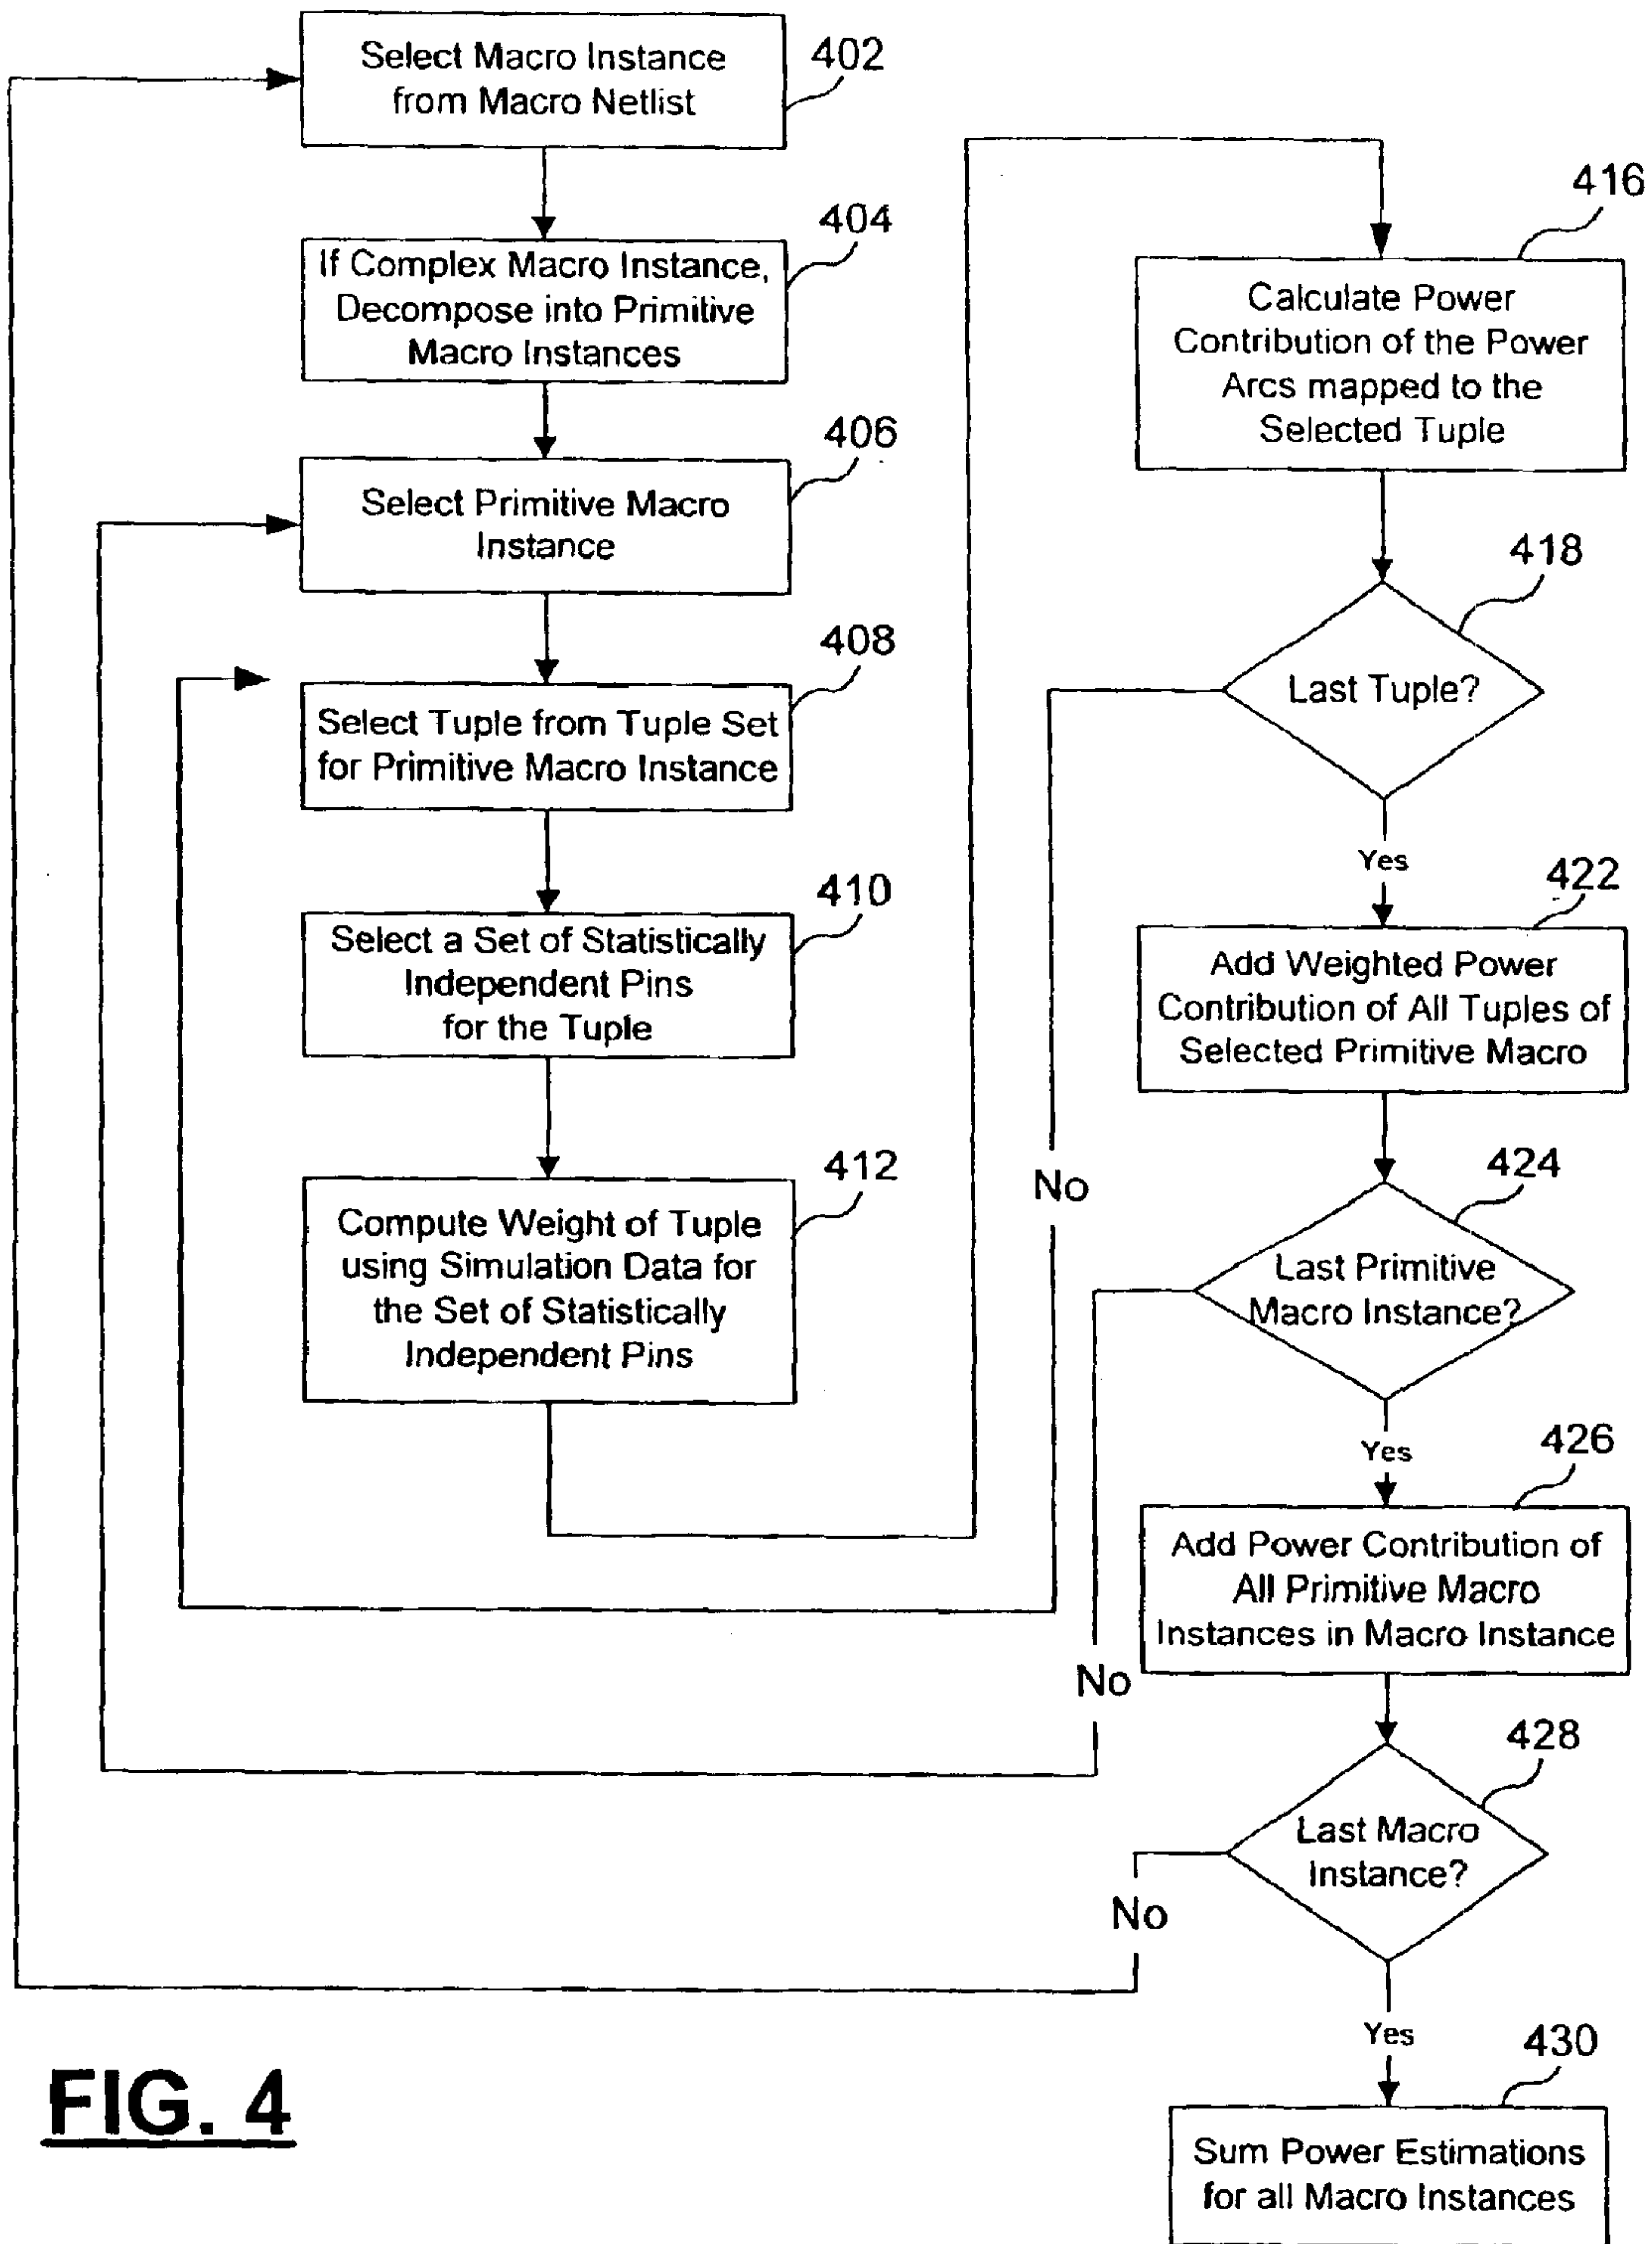 Select Macro Instance
from Macro Netlist
402
If Complex Macro Instance,
Decompose into Primitive
Macro Instances
404
Select Primitive Macro
Instance
406
Select Tuple from Tuple Set
for Primitive Macro Instance
408
Select a Set of Statistically
Independent Pins
for the Tuple
410
Compute Weight of Tuple
using Simulation Data for
the Set of Statistically
Independent Pins
412
Calculate Power
Contribution of the Power
Arcs mapped to the
Selected Tuple
416
Last Tuple?
418
No
Yes
Add Weighted Power
Contribution of All Tuples of
Selected Primitive Macro
422
Last Primitive
Macro Instance?
424
No
Yes
Add Power Contribution of
All Primitive Macro
Instances in Macro Instance
426
Last Macro
Instance?
428
No
Yes
Sum Power Estimations
for all Macro Instances
430
FIG. 4